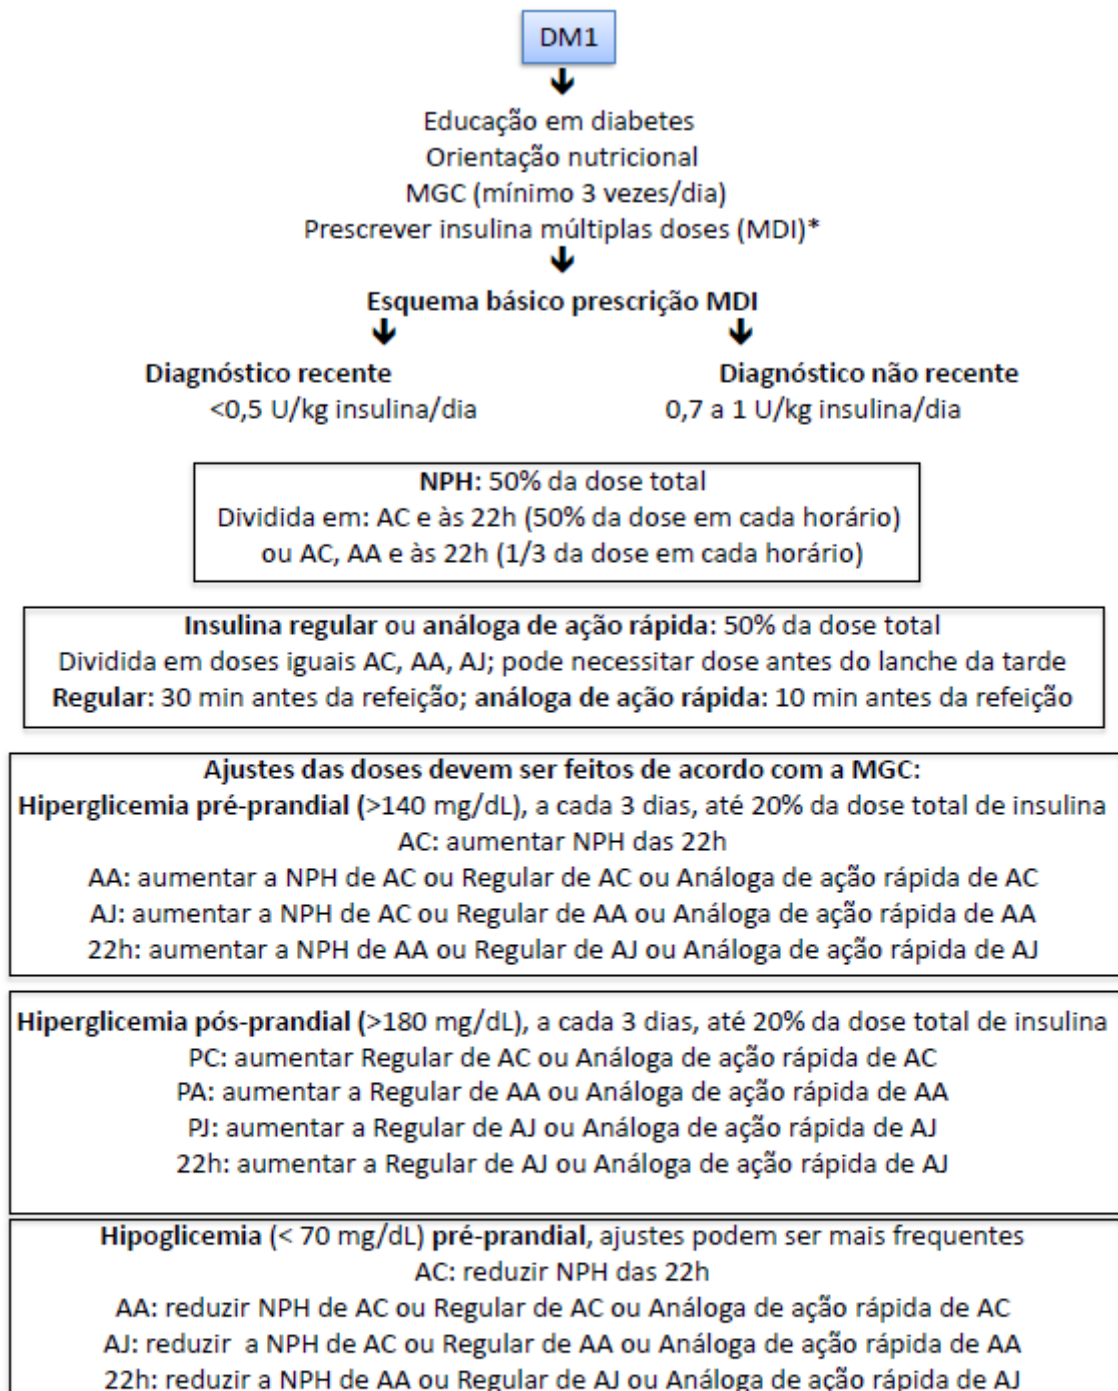 DM1
Educação em diabetes
Orientação nutricional
MGC (mínimo 3 vezes/dia)
Prescrever insulina múltiplas doses (MDI)*
Esquema básico prescrição MDI
Diagnóstico recente
<0,5 U/kg insulina/dia
Diagnóstico não recente
0,7 a 1 U/kg insulina/dia
NPH: 50% da dose total
Dividida em: AC e às 22h (50% da dose em cada horário)
ou AC, AA e às 22h (1/3 da dose em cada horário)
Insulina regular ou análoga de ação rápida: 50% da dose total
Dividida em doses iguais AC, AA, AJ; pode necessitar dose antes do lanche da tarde
Regular: 30 min antes da refeição; análoga de ação rápida: 10 min antes da refeição
Ajustes das doses devem ser feitos de acordo com a MGC:
Hiperglicemia pré-prandial (>140 mg/dL), a cada 3 dias, até 20% da dose total de insulina
AC: aumentar NPH das 22h
AA: aumentar a NPH de AC ou Regular de AC ou Análoga de ação rápida de AC
AJ: aumentar a NPH de AC ou Regular de AA ou Análoga de ação rápida de AA
22h: aumentar a NPH de AA ou Regular de AJ ou Análoga de ação rápida de AJ
Hiperglicemia pós-prandial (>180 mg/dL), a cada 3 dias, até 20% da dose total de insulina
PC: aumentar Regular de AC ou Análoga de ação rápida de AC
PA: aumentar a Regular de AA ou Análoga de ação rápida de AA
PJ: aumentar a Regular de AJ ou Análoga de ação rápida de AJ
22h: aumentar a Regular de AJ ou Análoga de ação rápida de AJ
Hipoglicemia (< 70 mg/dL) pré-prandial, ajustes podem ser mais frequentes
AC: reduzir NPH das 22h
AA: reduzir NPH de AC ou Regular de AC ou Análoga de ação rápida de AC
AJ: reduzir a NPH de AC ou Regular de AA ou Análoga de ação rápida de AA
22h: reduzir a NPH de AA ou Regular de AJ ou Análoga de ação rápida de AJ